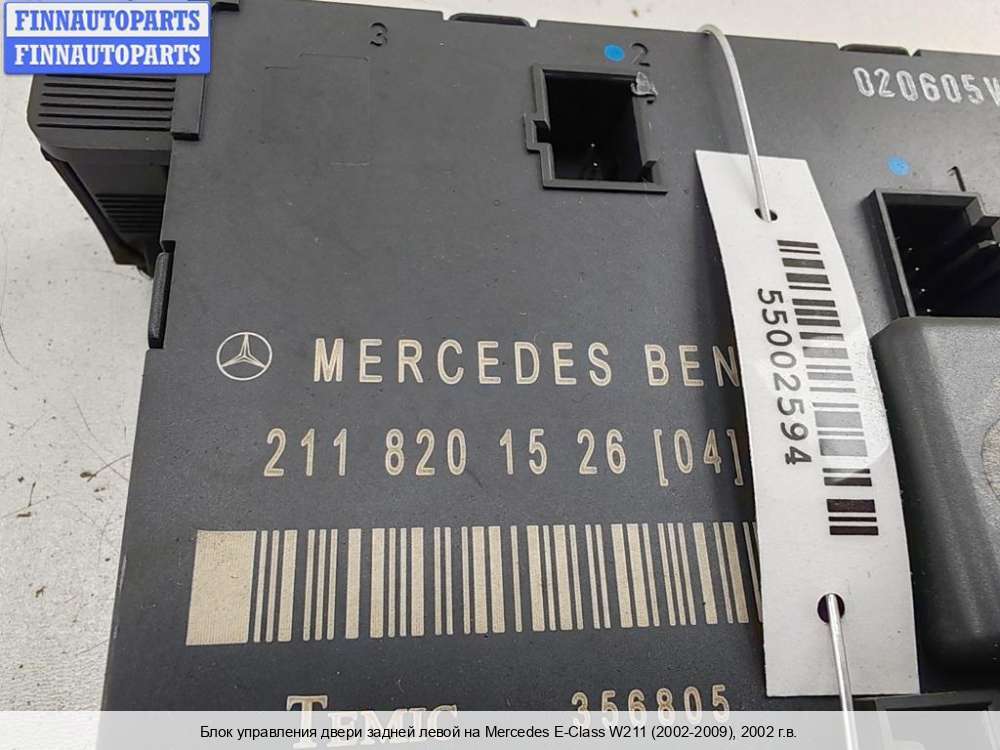 FINNAUTOPARTS
FINNAUTOPARTS
3
2
020605
MERCEDES BEN
211 820 15 26 [04]
55002594
TEMIC
356805
Блок управления двери задней левой на Mercedes E-Class W211 (2002-2009), 2002 г.в.